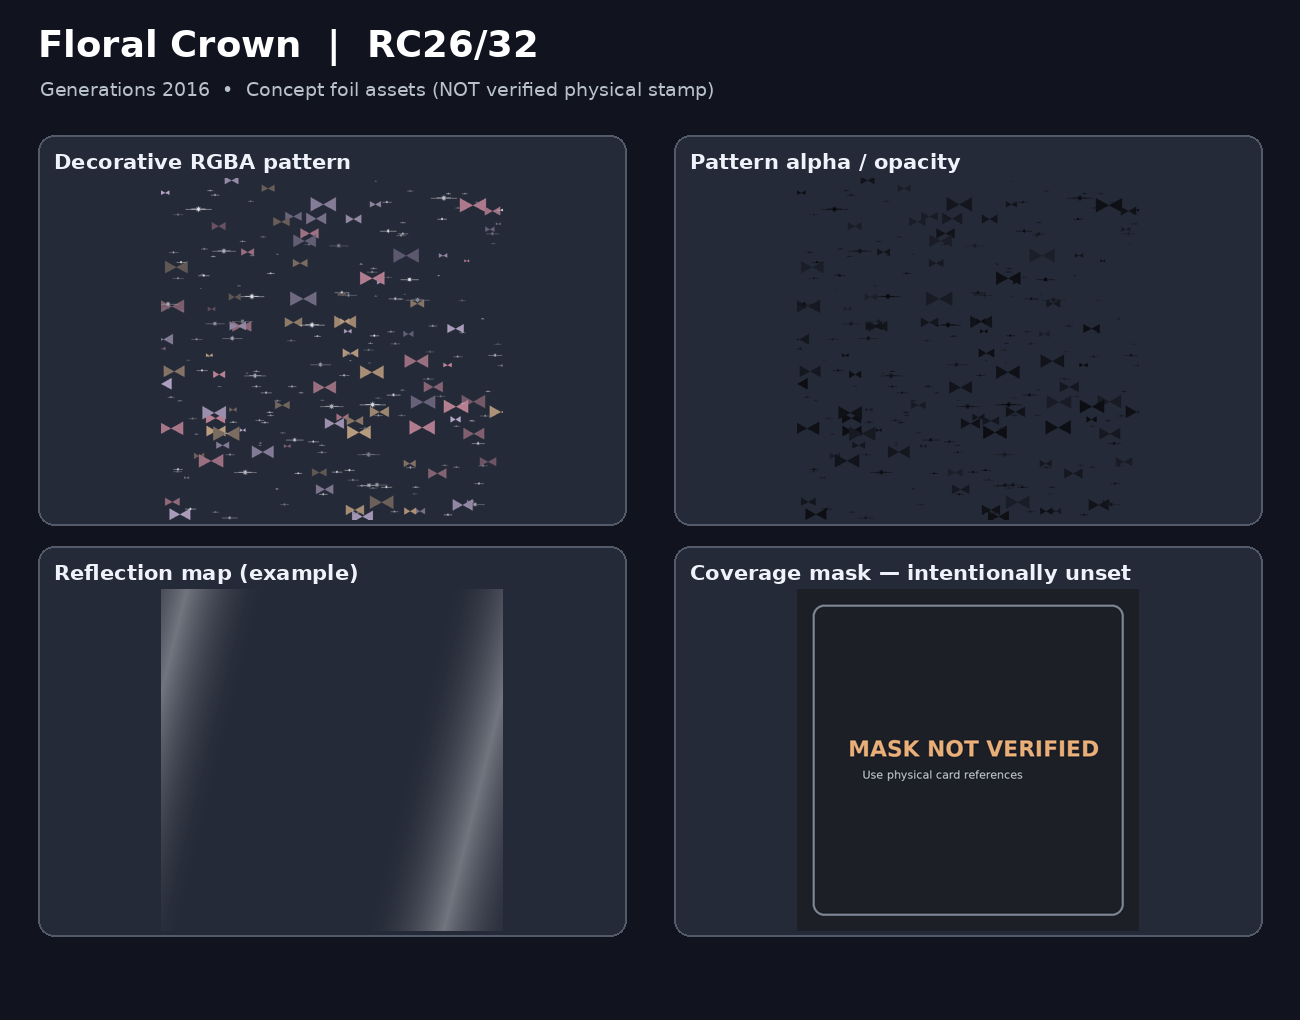 Floral Crown | RC26/32
Generations 2016 • Concept foil assets (NOT verified physical stamp)
Decorative RGBA pattern
Pattern alpha / opacity
Reflection map (example)
Coverage mask — intentionally unset
MASK NOT VERIFIED
Use physical card references